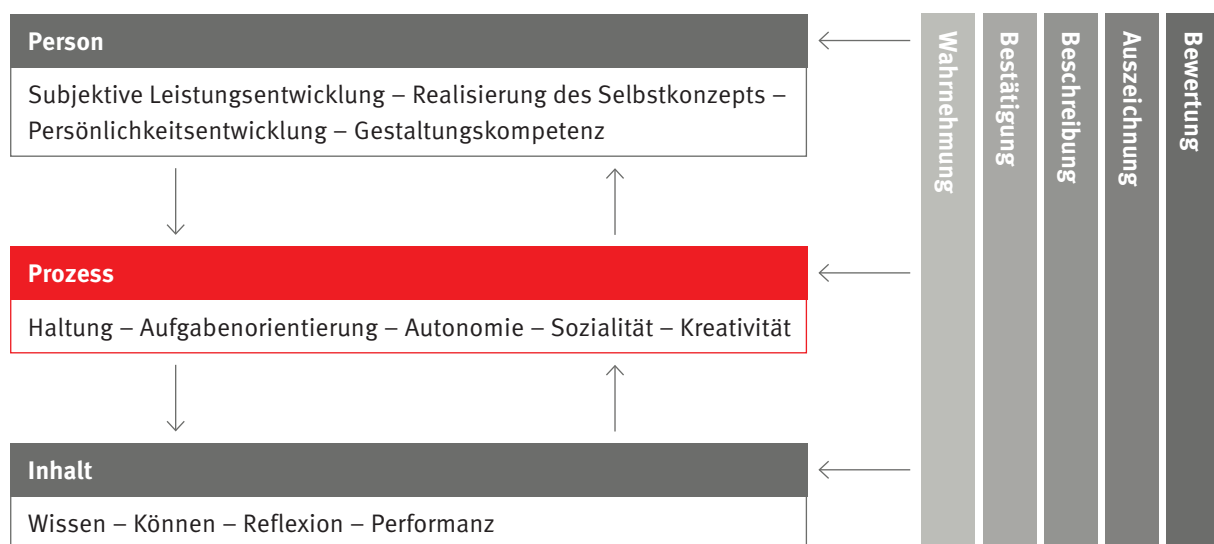 Person
Subjektive Leistungsentwicklung – Realisierung des Selbstkonzepts –
Persönlichkeitsentwicklung – Gestaltungskompetenz
Prozess
Haltung – Aufgabenorientierung – Autonomie – Sozialität – Kreativität
Inhalt
Wissen – Können – Reflexion – Performanz
Wahrnehmung
Bestätigung
Beschreibung
Auszeichnung
Bewertung